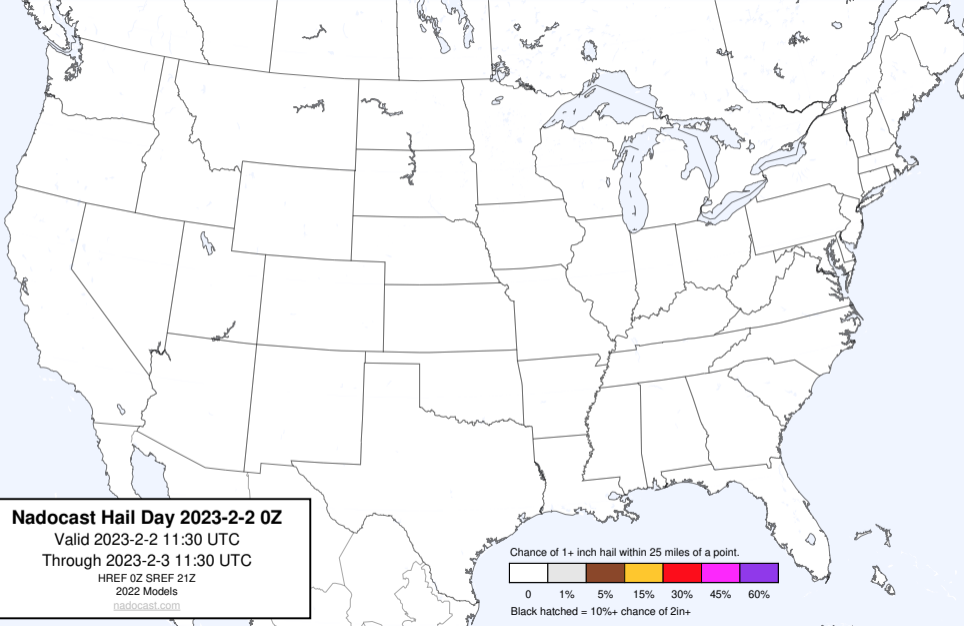 Nadocast Hail Day 2023-2-2 0Z
Valid 2023-2-2 11:30 UTC
Through 2023-2-3 11:30 UTC
HREF 0Z SREF 21Z
2022 Models
nadocast.com
Chance of 1+ inch hail within 25 miles of a point.
0 1% 5% 15% 30% 45% 60%
Black hatched = 10%+ chance of 2in+